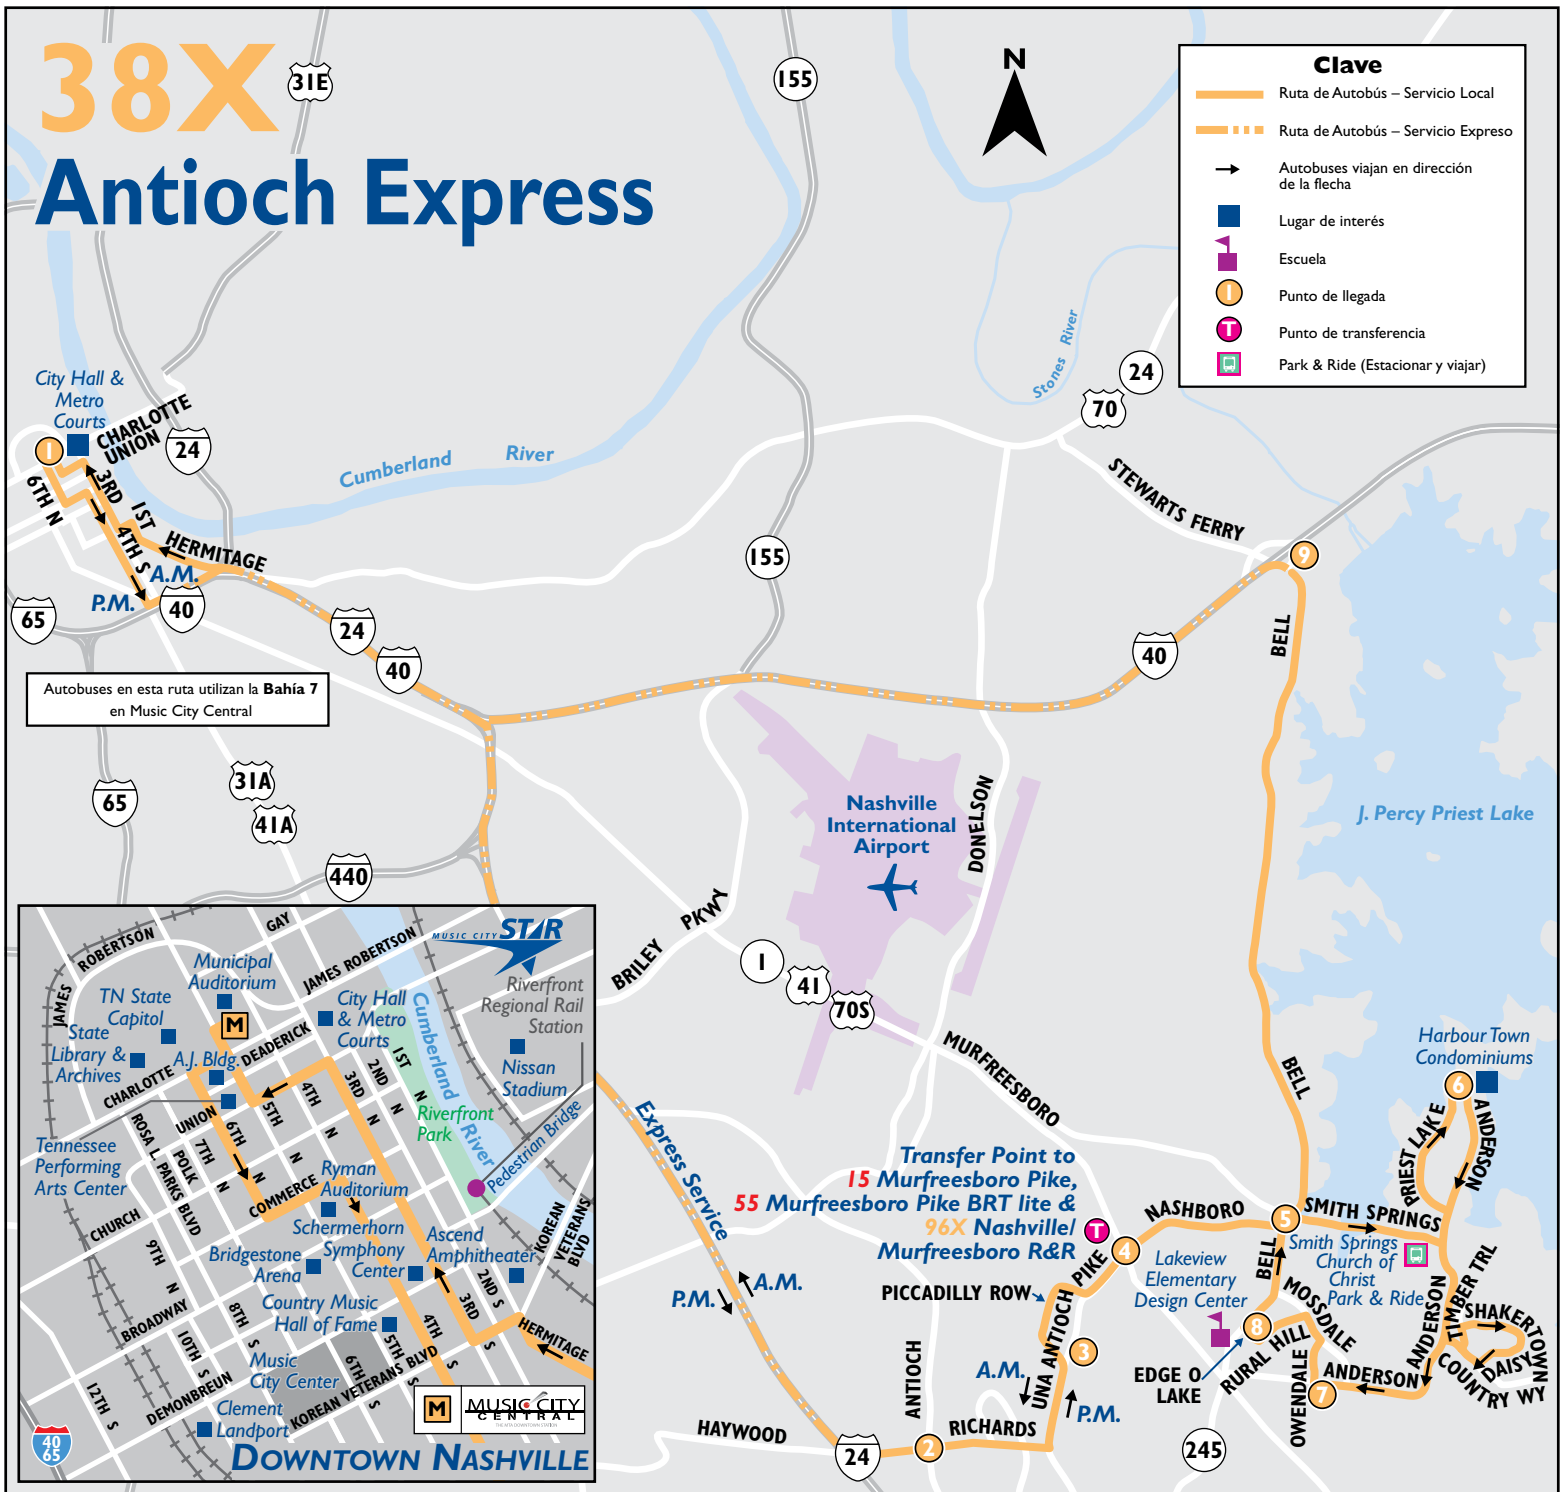 38X
Antioch Express
31E
155
N
Clave
Ruta de Autobús – Servicio Local
Ruta de Autobús – Servicio Expreso
Autobuses viajan en dirección
de la flecha
Lugar de interés
Escuela
1
Punto de llegada
T
Punto de transferencia
Park & Ride (Estacionar y viajar)
Stones River
24
70
City Hall &
Metro
Courts
CHARLOTTE
UNION
1
24
6TH N
3RD
1ST
4TH S
HERMITAGE
A.M.
P.M.
40
65
Cumberland River
155
STEWARTS FERRY
9
24
40
40
BELL
Autobuses en esta ruta utilizan la Bahía 7
en Music City Central
31A
41A
65
440
Nashville
International
Airport
DONELSON
J. Percy Priest Lake
BRILEY PKWY
1
41
70S
MURFREESBORO
BELL
Harbour Town
Condominiums
6
PRIEST LAKE
ANDERSON
Express Service
P.M.
A.M.
Transfer Point to
15 Murfreesboro Pike,
55 Murfreesboro Pike BRT lite &
96X Nashville/
Murfreesboro R&R
T
4
NASHBORO
5
SMITH SPRINGS
Smith Springs
Church of
Christ
Park & Ride
PICCADILLY ROW
UNA ANTIOCH PIKE
Lakeview
Elementary
Design Center
BELL
MOSSDALE
8
EDGE O
LAKE
RURAL HILL
OWENDALE
ANDERSON
7
ANDERSON
TIMBER TRL
SHAKERTOWN
DAISY
COUNTRY WY
3
A.M.
P.M.
ANTIOCH
RICHARDS
HAYWOOD
24
2
245
MUSIC CITY STAR
Riverfront
Regional Rail
Station
Nissan
Stadium
JAMES ROBERTSON
GAY
JAMES ROBERTSON
Municipal
Auditorium
TN State
Capitol
State
Library &
Archives
A.J. Bldg.
M
City Hall
& Metro
Courts
DEADERICK
CHARLOTTE
UNION
Cumberland River
Riverfront
Park
Pedestrian Bridge
1ST N
2ND N
3RD N
4TH N
5TH N
6TH N
7TH N
POLK
ROSA L. PARKS BLVD
Tennessee
Performing
Arts Center
CHURCH
COMMERCE
Ryman
Auditorium
Schermerhorn
Symphony
Center
Bridgestone
Arena
Ascend
Amphitheater
KOREAN
VETERANS
BLVD
9TH N
BROADWAY
Country Music
Hall of Fame
2ND S
3RD S
4TH S
5TH S
6TH S
8TH S
10TH S
12TH S
HERMITAGE
Music
City Center
DEMONBREUN
KOREAN VETERANS BLVD
Clement
Landport
M
MUSIC CITY
CENTRAL
40
65
DOWNTOWN NASHVILLE